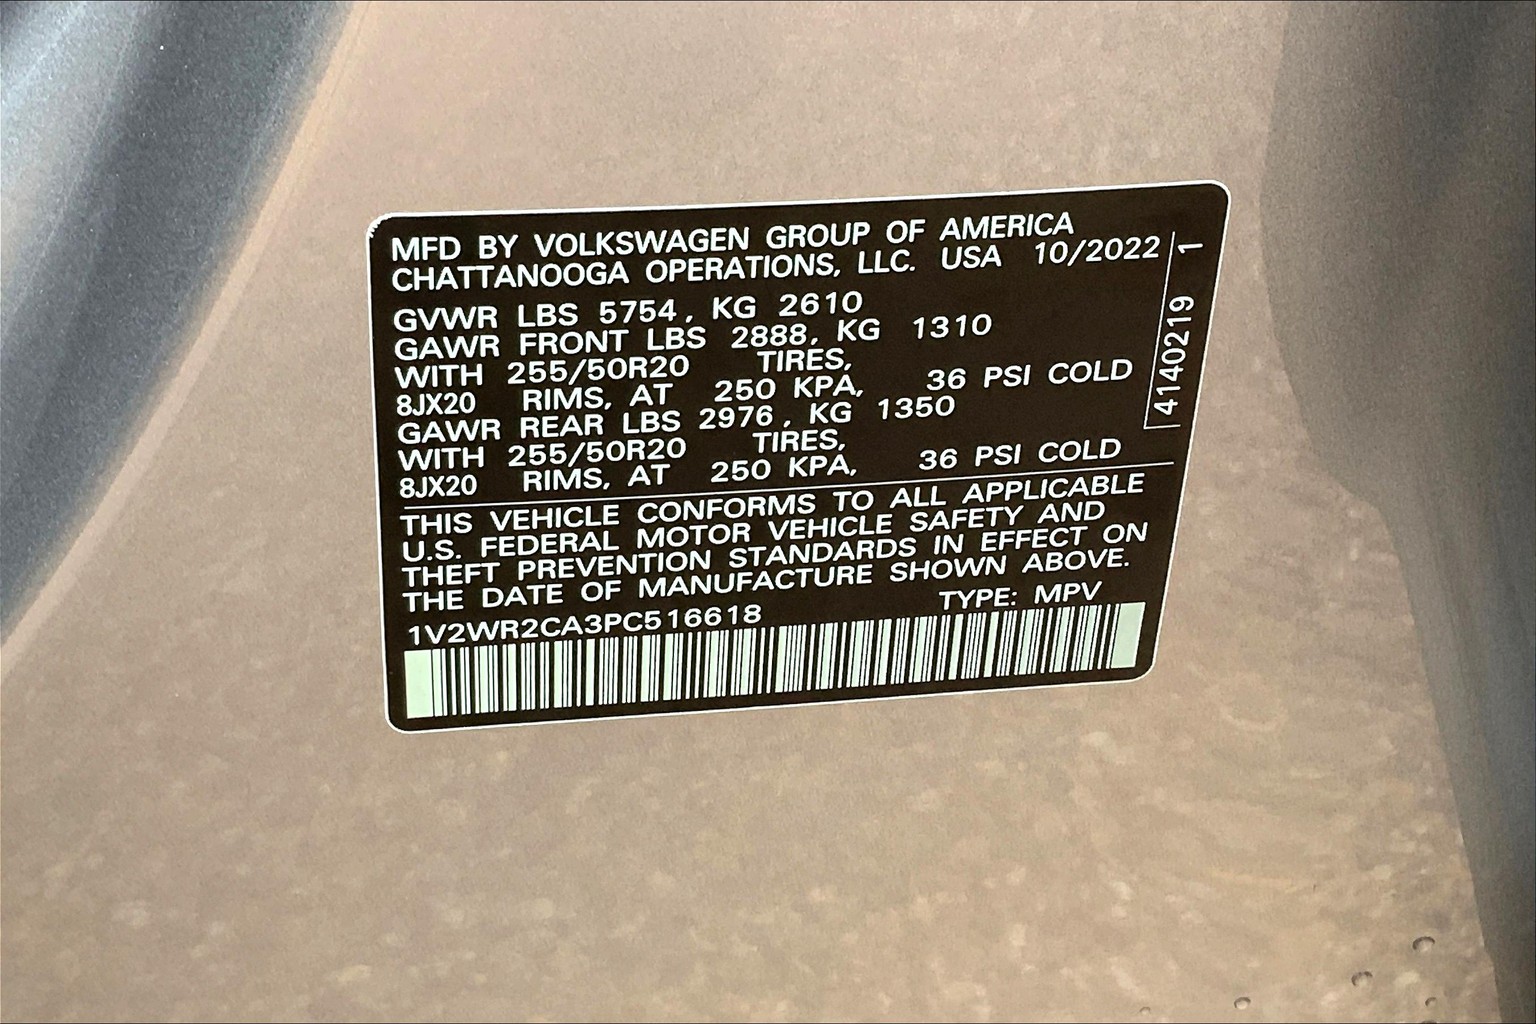 MFD BY VOLKSWAGEN GROUP OF AMERICA
CHATTANOOGA OPERATIONS, LLC. USA 10/2022
GVWR LBS 5754, KG 2610
GAWR FRONT LBS 2888, KG 1310
WITH 255/50R20 TIRES,
8JX20 RIMS, AT 250 KPA, 36 PSI COLD
GAWR REAR LBS 2976, KG 1350
WITH 255/50R20 TIRES,
8JX20 RIMS, AT 250 KPA, 36 PSI COLD
4140219 1
THIS VEHICLE CONFORMS TO ALL APPLICABLE
U.S. FEDERAL MOTOR VEHICLE SAFETY AND
THEFT PREVENTION STANDARDS IN EFFECT ON
THE DATE OF MANUFACTURE SHOWN ABOVE.
1V2WR2CA3PC516618 TYPE: MPV